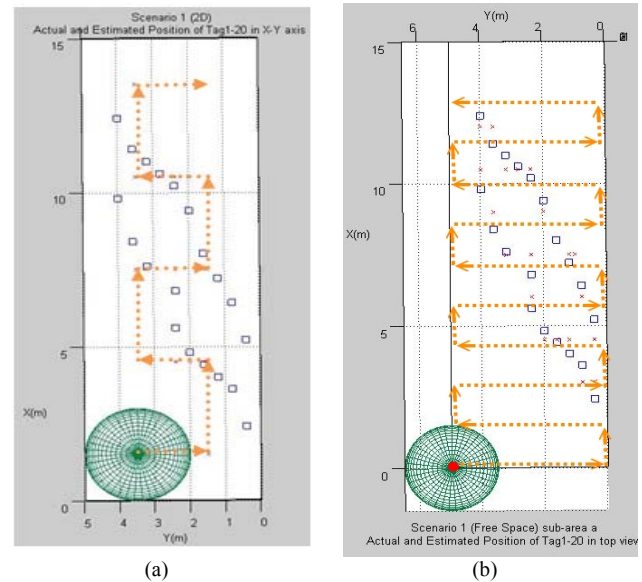 Scenario 1 (2D)
Actual and Estimated Position of Tag1-20 in X-Y axis
15
10
5
X(m)
0
5 4 3 2 1 0
Y(m)
(a)
Y(m)
6 4 2 0
15
10
X(m)
5
0
Scenario 1 (Free Space) sub-area a
Actual and Estimated Position of Tag1-20 in top view
(b)